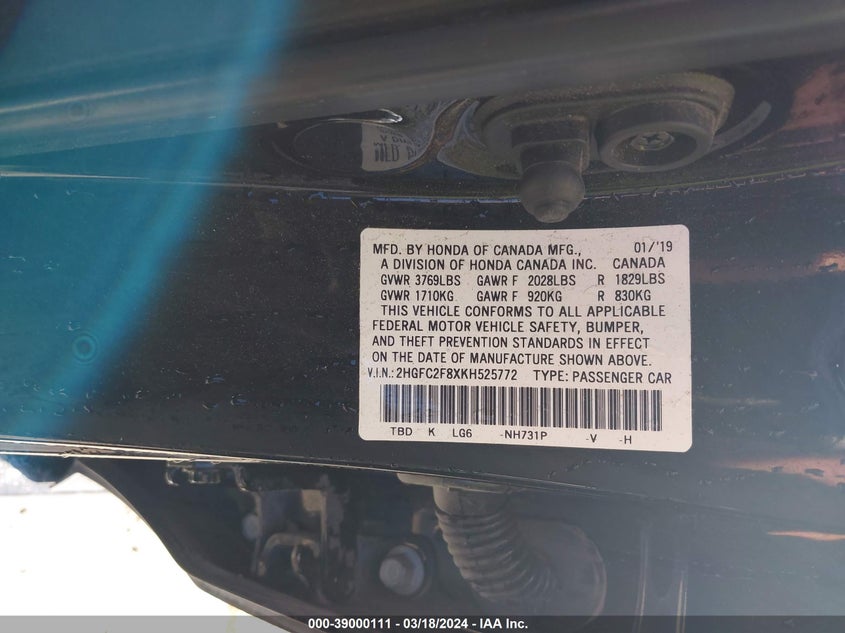 MFD. BY HONDA OF CANADA MFG., 01/'19
A DIVISION OF HONDA CANADA INC. CANADA
GVWR 3769LBS GAWR F 2028LBS R 1829LBS
GVWR 1710KG GAWR F 920KG R 830KG
THIS VEHICLE CONFORMS TO ALL APPLICABLE
FEDERAL MOTOR VEHICLE SAFETY, BUMPER,
AND THEFT PREVENTION STANDARDS IN EFFECT
ON THE DATE OF MANUFACTURE SHOWN ABOVE.
V.I.N.: 2HGFC2F8XKH525772 TYPE: PASSENGER CAR
TBD K LG6 -NH731P -V -H
000-39000111 - 03/18/2024 - IAA Inc.